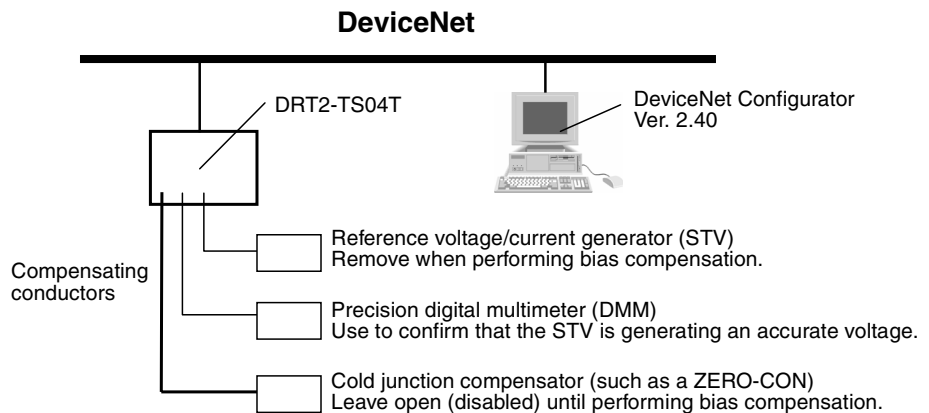 DeviceNet
DRT2-TS04T
DeviceNet Configurator
Ver. 2.40
Reference voltage/current generator (STV)
Remove when performing bias compensation.
Compensating
conductors
Precision digital multimeter (DMM)
Use to confirm that the STV is generating an accurate voltage.
Cold junction compensator (such as a ZERO-CON)
Leave open (disabled) until performing bias compensation.